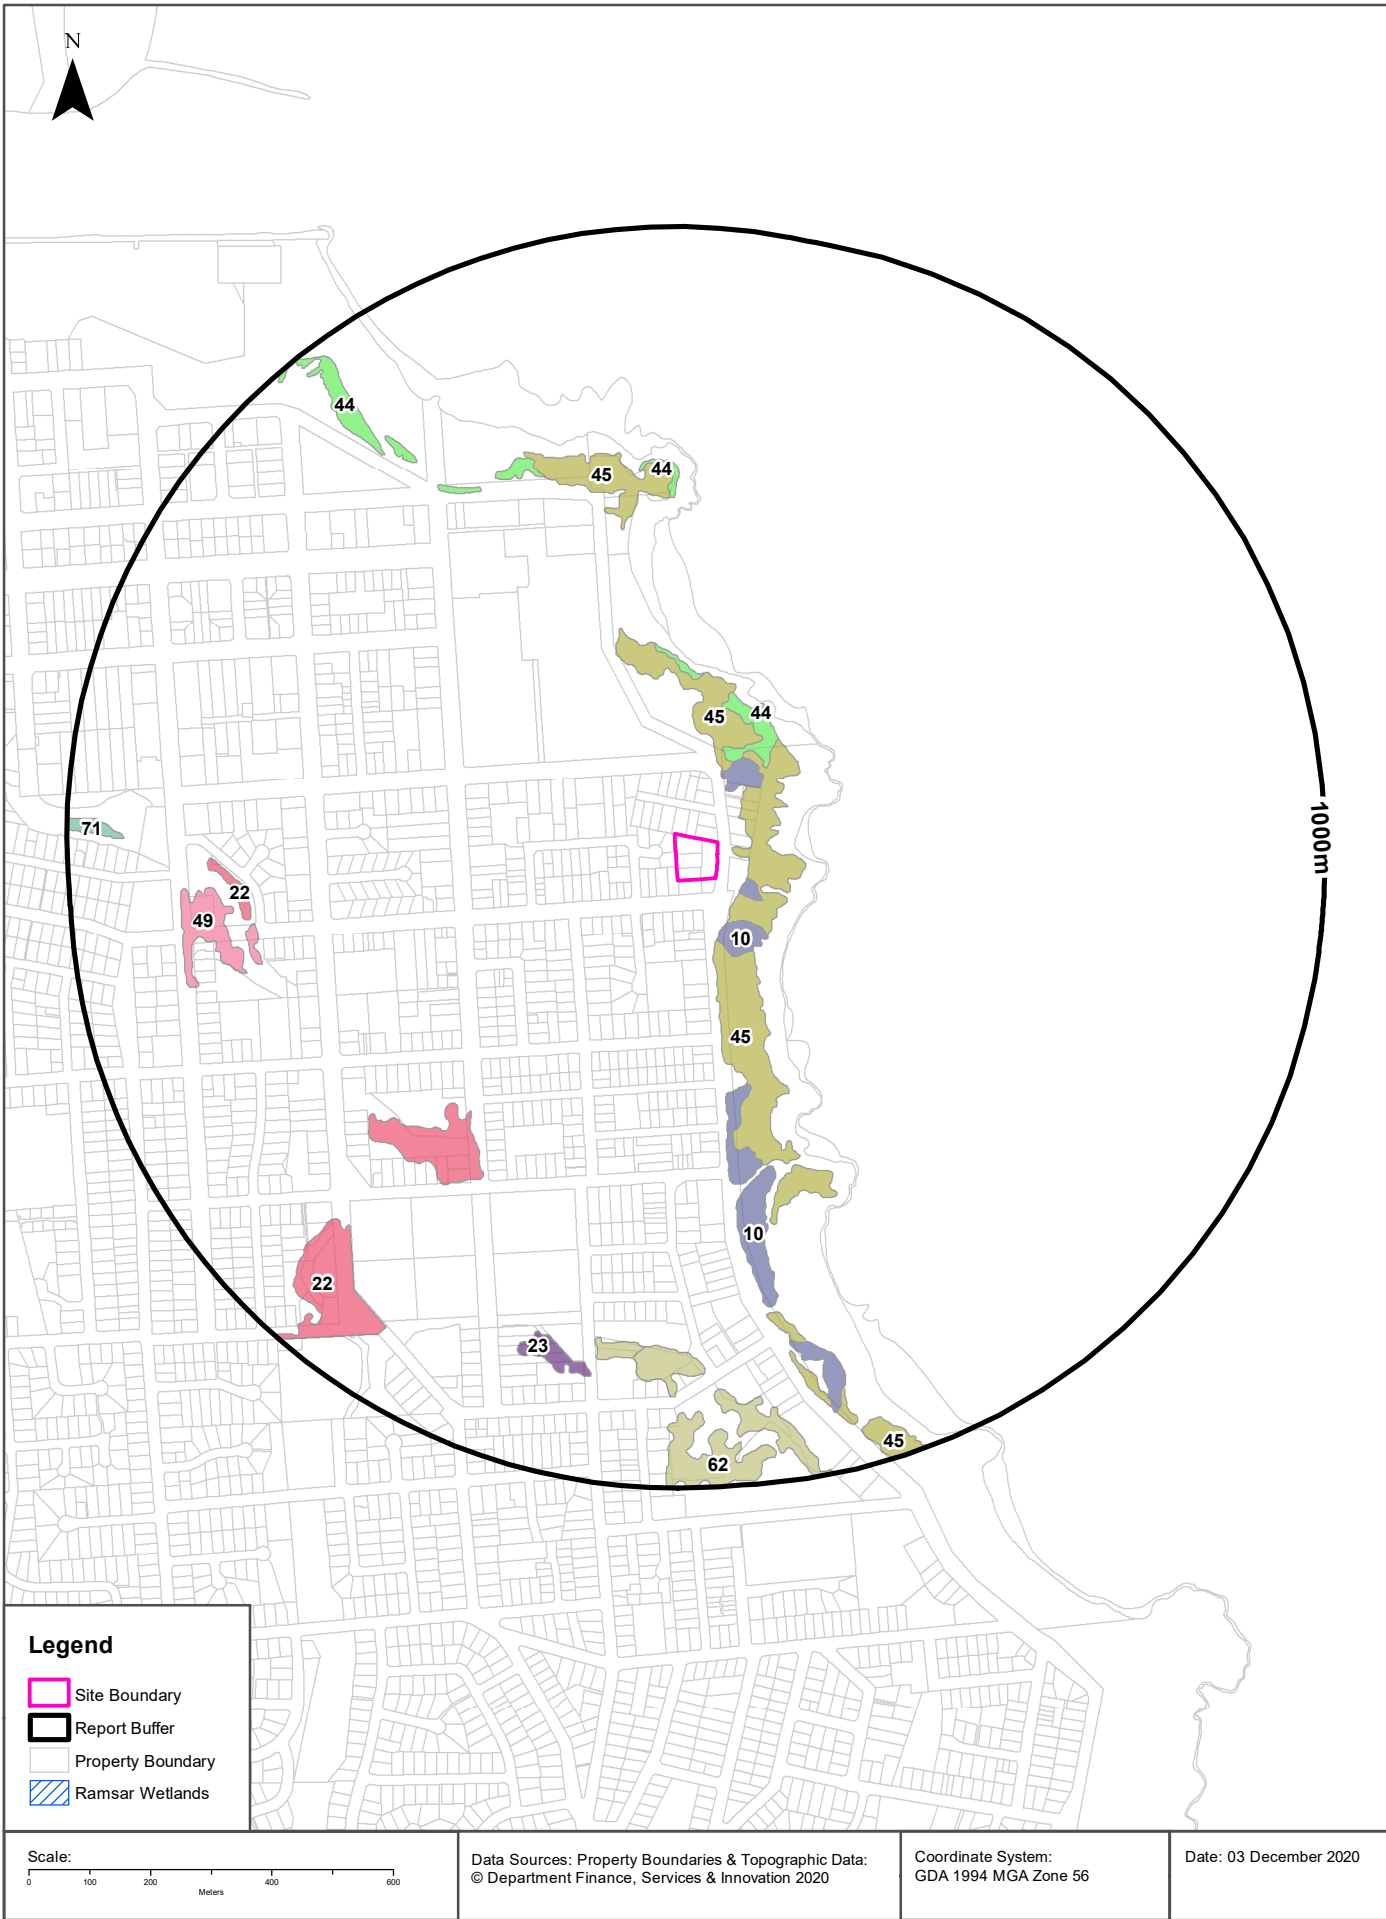 N
44
45
44
45
44
71
22
49
10
45
10
22
23
62
45
1000m
Legend
Site Boundary
Report Buffer
Property Boundary
Ramsar Wetlands
Scale:
0 100 200 400 600
Meters
Data Sources: Property Boundaries & Topographic Data:
© Department Finance, Services & Innovation 2020
Coordinate System:
GDA 1994 MGA Zone 56
Date: 03 December 2020